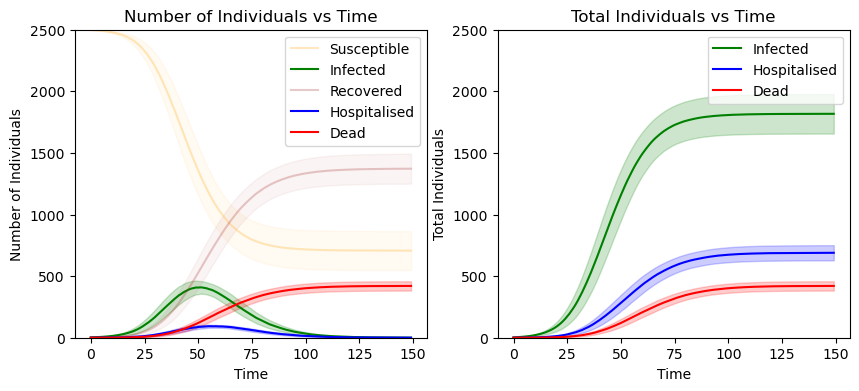 Number of Individuals vs Time
Number of Individuals
2500
2000
1500
1000
500
0
0 25 50 75 100 125 150
Time
Susceptible
Infected
Recovered
Hospitalised
Dead
Total Individuals vs Time
Total Individuals
2500
2000
1500
1000
500
0
0 25 50 75 100 125 150
Time
Infected
Hospitalised
Dead